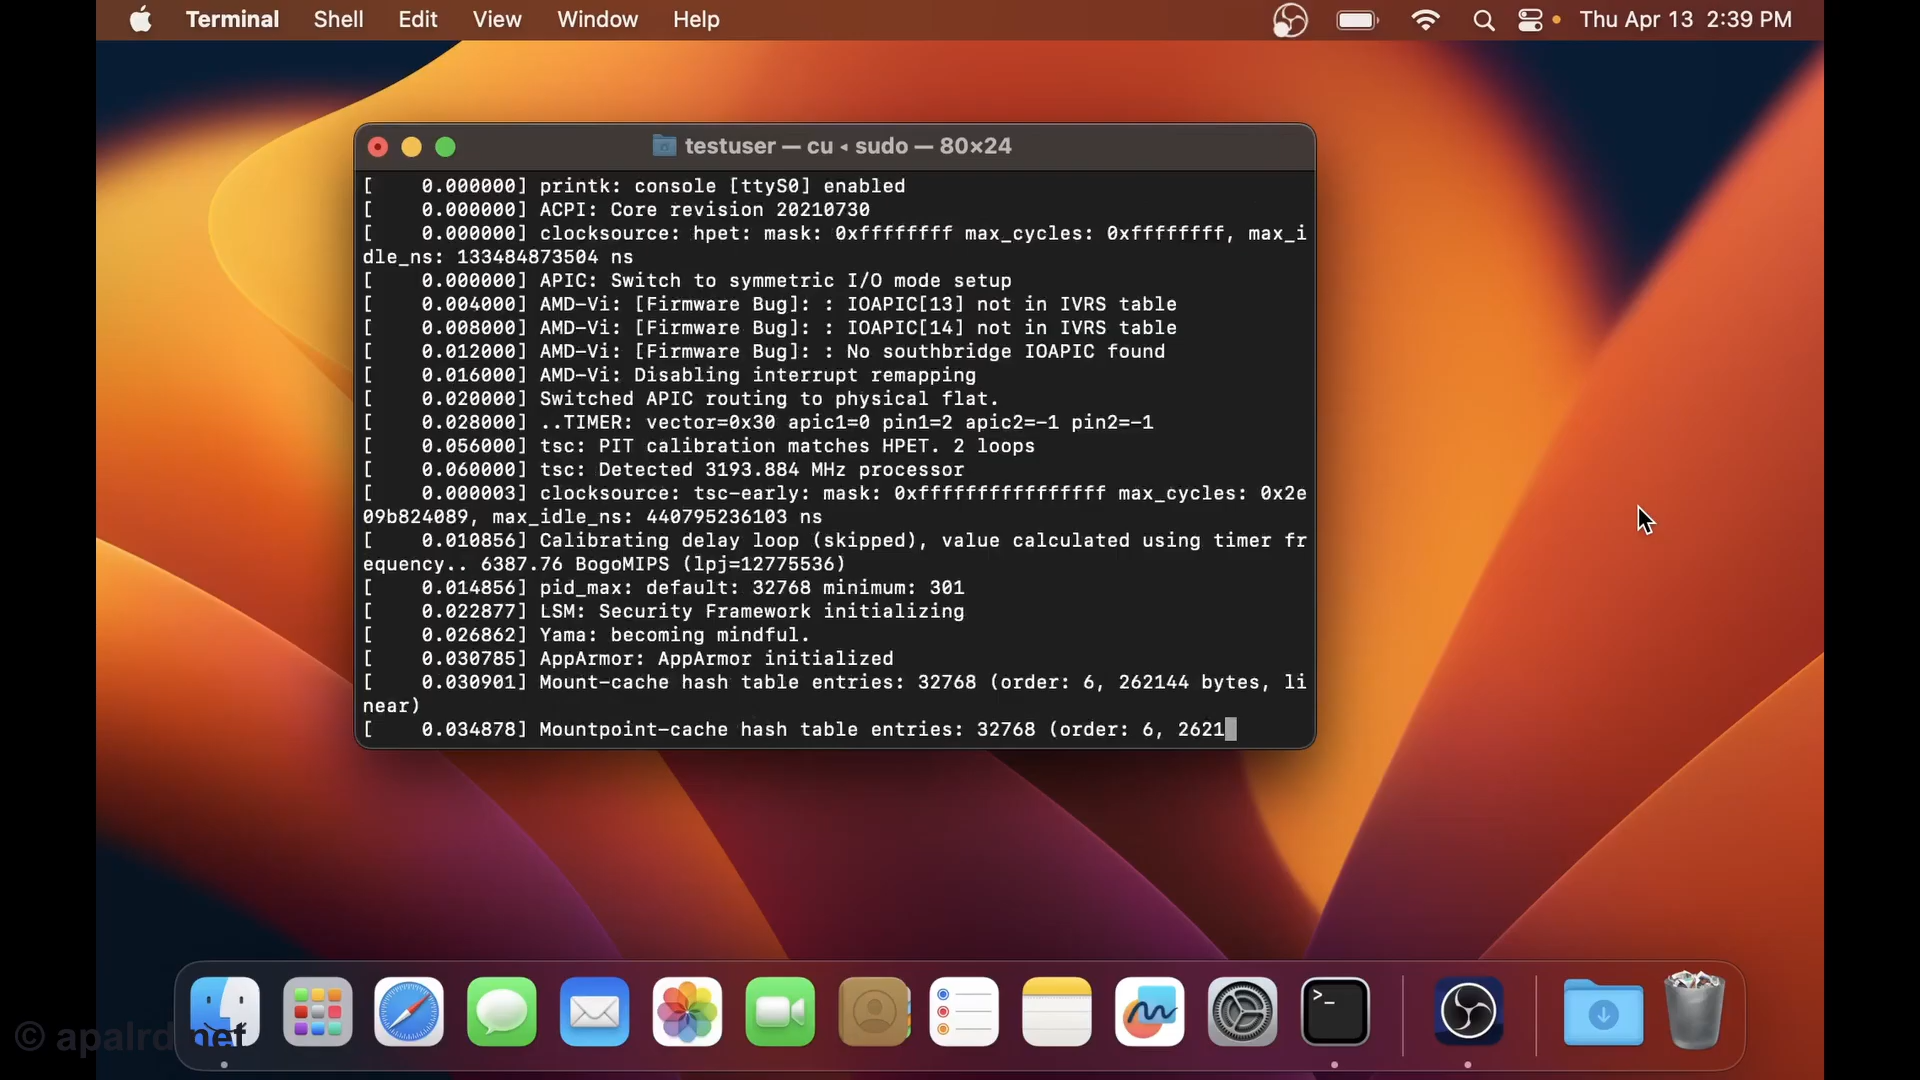 Terminal Shell Edit View Window Help Thu Apr 13 2:39 PM
testuser — cu ◂ sudo — 80×24
[    0.000000] printk: console [ttyS0] enabled
[    0.000000] ACPI: Core revision 20210730
[    0.000000] clocksource: hpet: mask: 0xffffffff max_cycles: 0xffffffff, max_i
dle_ns: 133484873504 ns
[    0.000000] APIC: Switch to symmetric I/O mode setup
[    0.004000] AMD-Vi: [Firmware Bug]: : IOAPIC[13] not in IVRS table
[    0.008000] AMD-Vi: [Firmware Bug]: : IOAPIC[14] not in IVRS table
[    0.012000] AMD-Vi: [Firmware Bug]: : No southbridge IOAPIC found
[    0.016000] AMD-Vi: Disabling interrupt remapping
[    0.020000] Switched APIC routing to physical flat.
[    0.028000] ..TIMER: vector=0x30 apic1=0 pin1=2 apic2=-1 pin2=-1
[    0.056000] tsc: PIT calibration matches HPET. 2 loops
[    0.060000] tsc: Detected 3193.884 MHz processor
[    0.000003] clocksource: tsc-early: mask: 0xffffffffffffffff max_cycles: 0x2e
09b824089, max_idle_ns: 440795236103 ns
[    0.010856] Calibrating delay loop (skipped), value calculated using timer fr
equency.. 6387.76 BogoMIPS (lpj=12775536)
[    0.014856] pid_max: default: 32768 minimum: 301
[    0.022877] LSM: Security Framework initializing
[    0.026862] Yama: becoming mindful.
[    0.030785] AppArmor: AppArmor initialized
[    0.030901] Mount-cache hash table entries: 32768 (order: 6, 262144 bytes, li
near)
[    0.034878] Mountpoint-cache hash table entries: 32768 (order: 6, 2621
>_
© apalrd.net